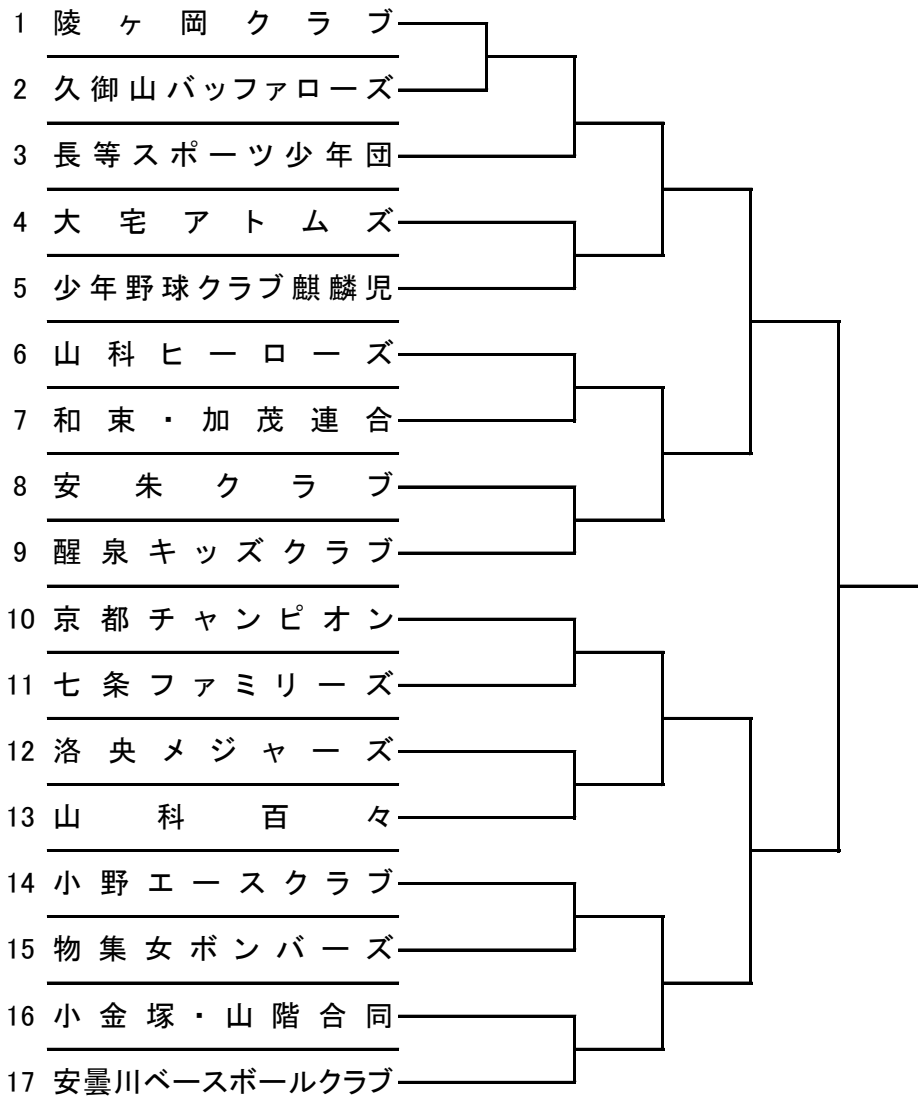 1 陵ヶ岡クラブ
2 久御山バッファローズ
3 長等スポーツ少年団
4 大宅アトムズ
5 少年野球クラブ麒麟児
6 山科ヒーローズ
7 和束・加茂連合
8 安朱クラブ
9 醒泉キッズクラブ
10 京都チャンピオン
11 七条ファミリーズ
12 洛央メジャーズ
13 山科百々
14 小野エースクラブ
15 物集女ボンバーズ
16 小金塚・山階合同
17 安曇川ベースボールクラブ